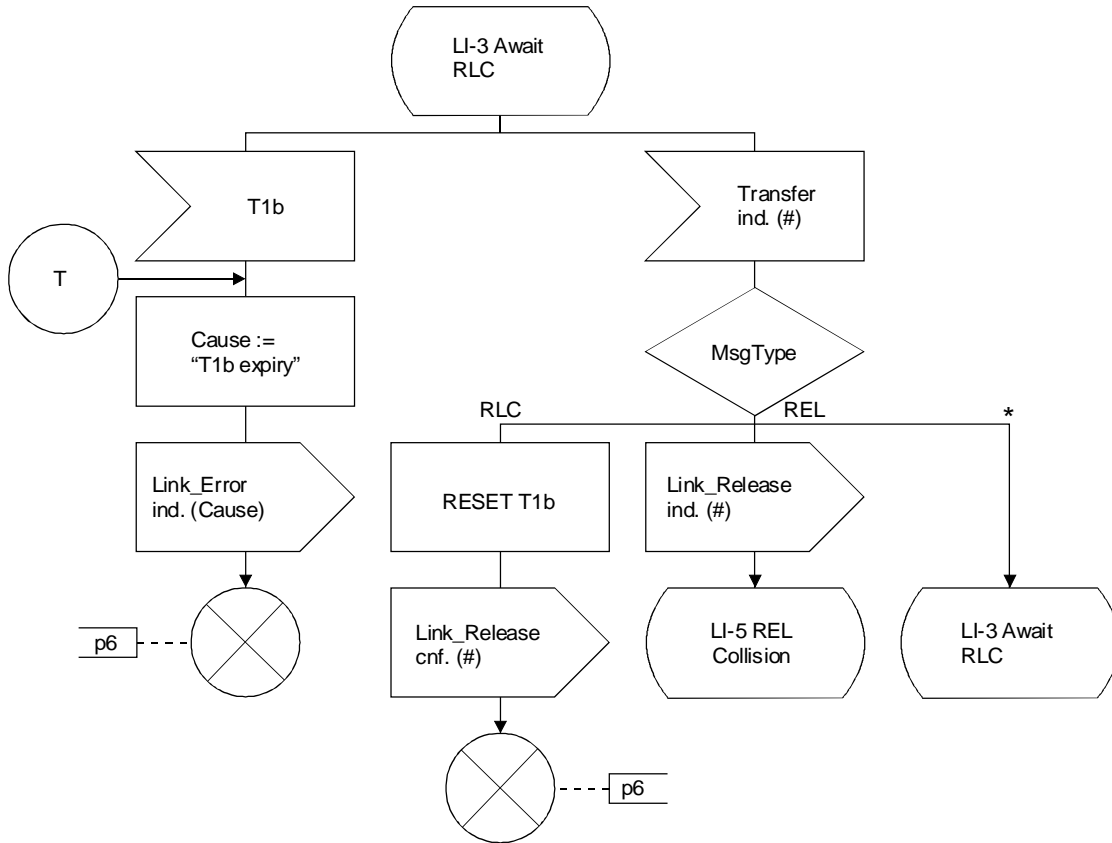 LI-3 Await
RLC
T1b
Transfer
ind. (#)
T
Cause :=
“T1b expiry”
MsgType
RLC
REL
*
Link_Error
ind. (Cause)
RESET T1b
Link_Release
ind. (#)
p6
Link_Release
cnf. (#)
LI-5 REL
Collision
LI-3 Await
RLC
p6